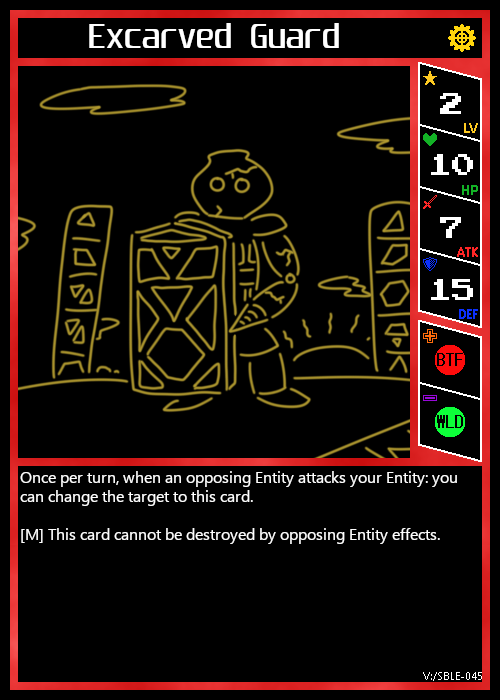 Excarved Guard
2
LV
10
HP
7
ATK
15
DEF
BTF
WLD
Once per turn, when an opposing Entity attacks your Entity: you
can change the target to this card.
[M] This card cannot be destroyed by opposing Entity effects.
V:/SBLE-045